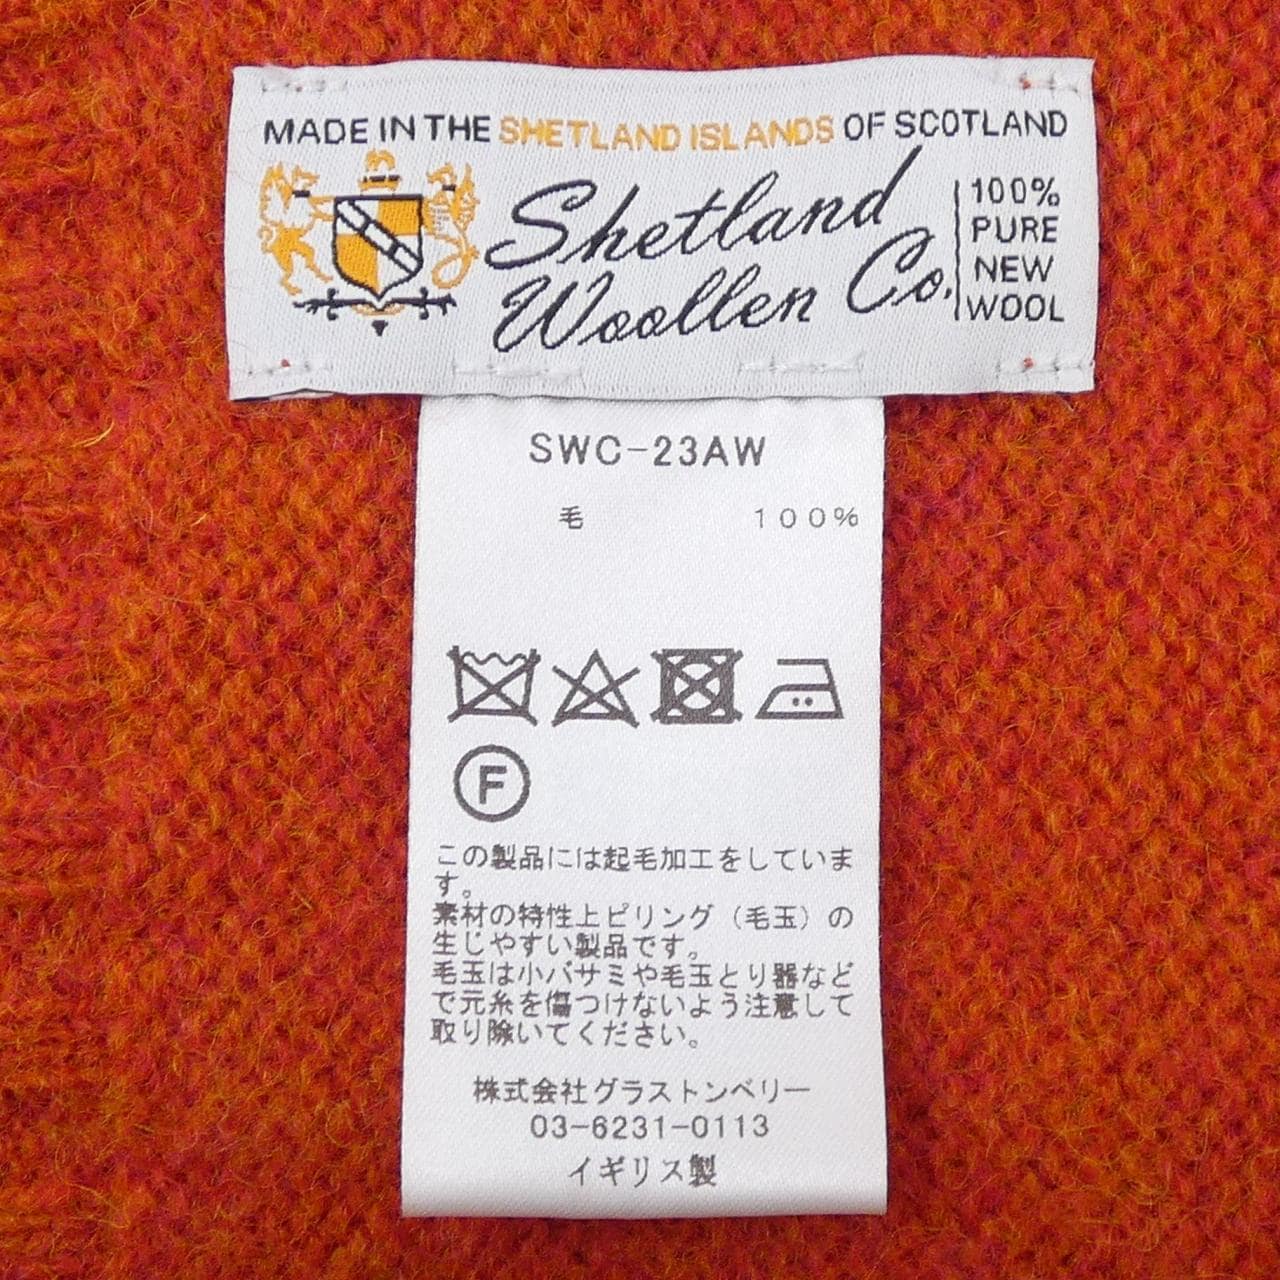 MADE IN THE SHETLAND ISLANDS OF SCOTLAND
Shetland
Woollen Co.
100%
PURE
NEW
WOOL
SWC-23AW
毛 100%
F
この製品には起毛加工をしていま
す。
素材の特性上ピリング（毛玉）の
生じやすい製品です。
毛玉は小バサミや毛玉とり器など
で元糸を傷つけないよう注意して
取り除いてください。
株式会社グラストンベリー
03-6231-0113
イギリス製